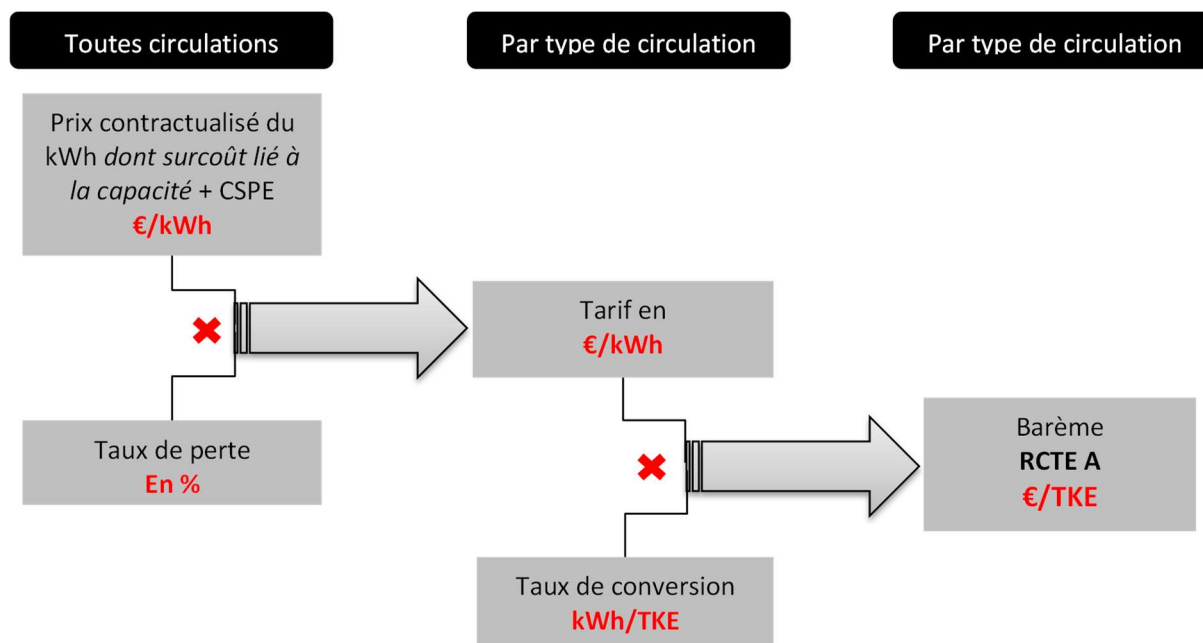 Toutes circulations
Par type de circulation
Par type de circulation
Prix contractualisé du
kWh dont surcoût lié à
la capacité + CSPE
€/kWh
Tarif en
€/kWh
Taux de perte
En %
Barème
RCTE A
€/TKE
Taux de conversion
kWh/TKE